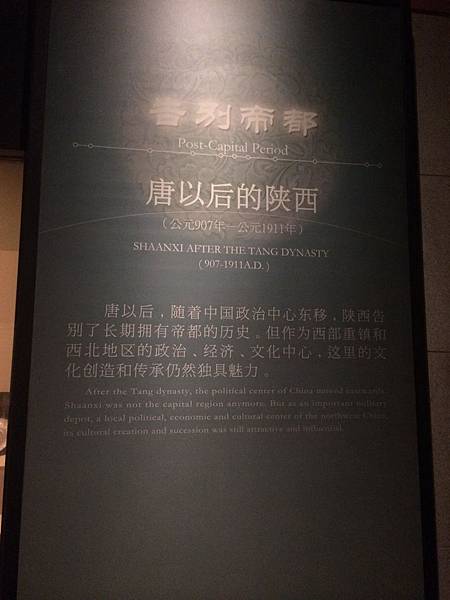 告别帝都
Post-Capital Period
唐以后的陕西
（公元907年—公元1911年）
SHAANXI AFTER THE TANG DYNASTY
(907-1911A.D.)
唐以后，随着中国政治中心东移，陕西告
别了长期拥有帝都的历史。但作为西部重镇和
西北地区的政治、经济、文化中心，这里的文
化创造和传承仍然独具魅力。
After the Tang dynasty, the political center of China moved eastwards.
Shaanxi was not the capital region anymore. But as an important military
depot, a local political, economic and cultural center of the northwest China,
its cultural creation and sucession was still attractive and influential.